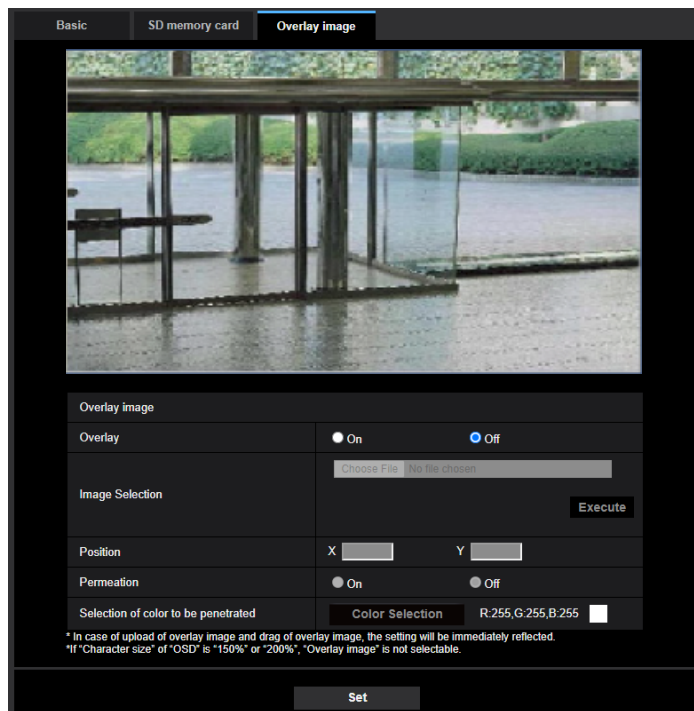 Basic SD memory card Overlay image
Overlay image
Overlay On Off
Image Selection Choose File No file chosen
Execute
Position X Y
Permeation On Off
Selection of color to be penetrated Color Selection R:255,G:255,B:255
* In case of upload of overlay image and drag of overlay image, the setting will be immediately reflected.
*If “Character size” of “OSD” is “150%” or “200%”, “Overlay image” is not selectable.
Set